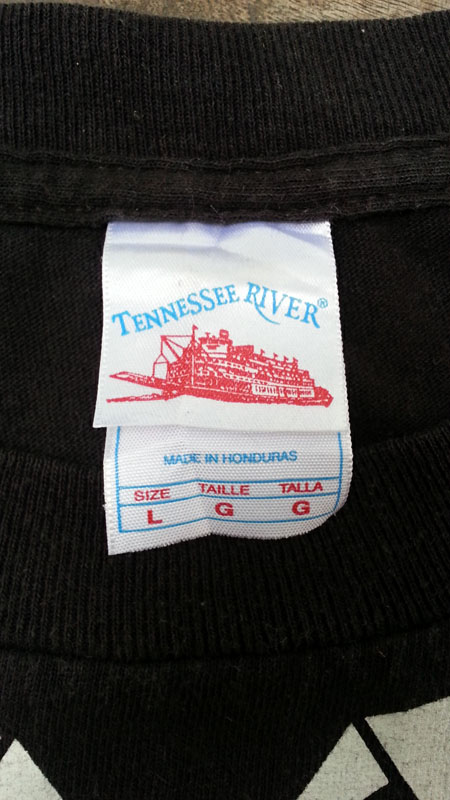 TENNESSEE RIVER®
MADE IN HONDURAS
SIZE TAILLE TALLA
L G G